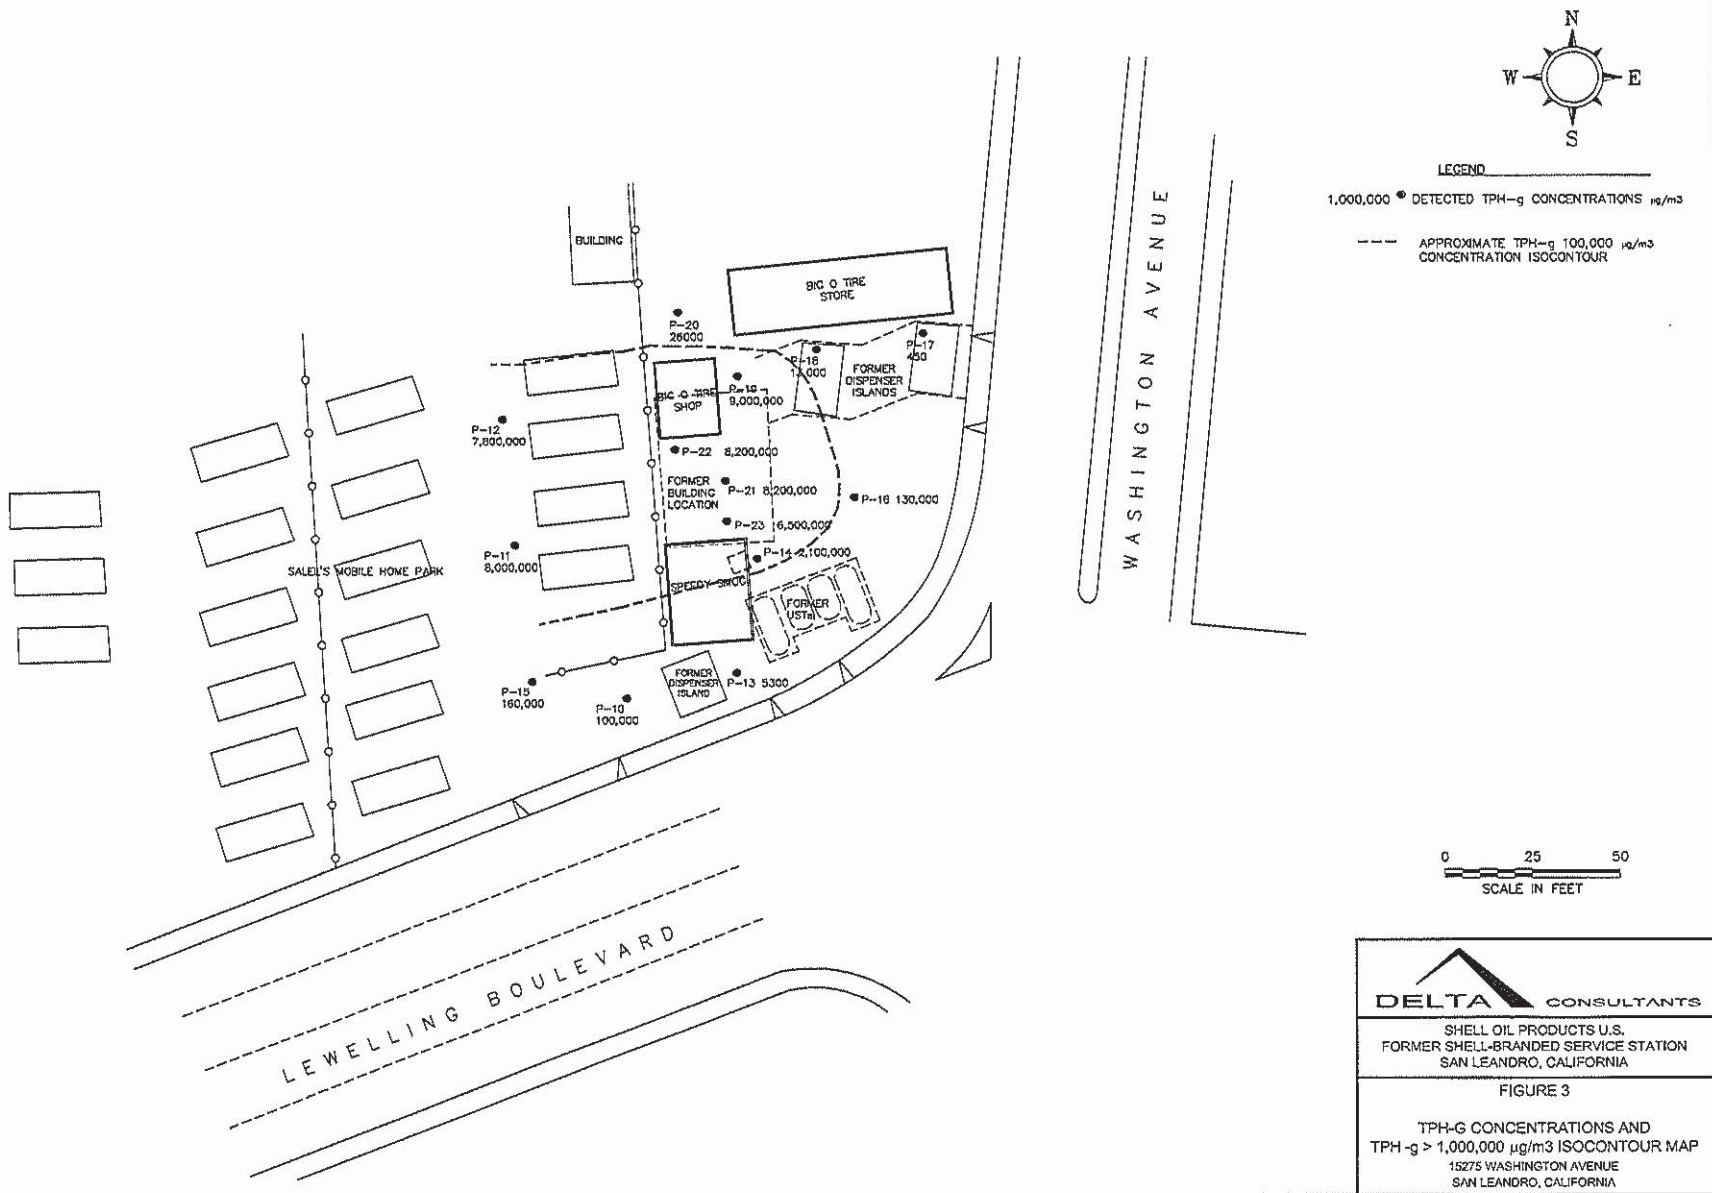 N
W E
S
LEGEND
1,000,000 DETECTED TPH-g CONCENTRATIONS µg/m3
APPROXIMATE TPH-g 100,000 µg/m3
CONCENTRATION ISOCONTOUR
WASHINGTON AVENUE
BUILDING
BIG O TIRE
STORE
P-20
26000
P-17
450
P-18
FORMER
DISPENSER
ISLANDS
P-19
9,000,000
BIG O TIRE
SHOP
P-12
7,800,000
P-22 8,200,000
FORMER
BUILDING
LOCATION
P-21 8,200,000
P-16 130,000
P-23 6,500,000
P-14 2,100,000
P-11
8,000,000
SALEL'S MOBILE HOME PARK
SPEEDY SMOG
FORMER
USTs
FORMER
DISPENSER
ISLAND
P-13 5300
P-15
160,000
P-10
100,000
LEWELLING BOULEVARD
0 25 50
SCALE IN FEET
DELTA CONSULTANTS
SHELL OIL PRODUCTS U.S.
FORMER SHELL-BRANDED SERVICE STATION
SAN LEANDRO, CALIFORNIA
FIGURE 3
TPH-G CONCENTRATIONS AND
TPH -g > 1,000,000 µg/m3 ISOCONTOUR MAP
15275 WASHINGTON AVENUE
SAN LEANDRO, CALIFORNIA